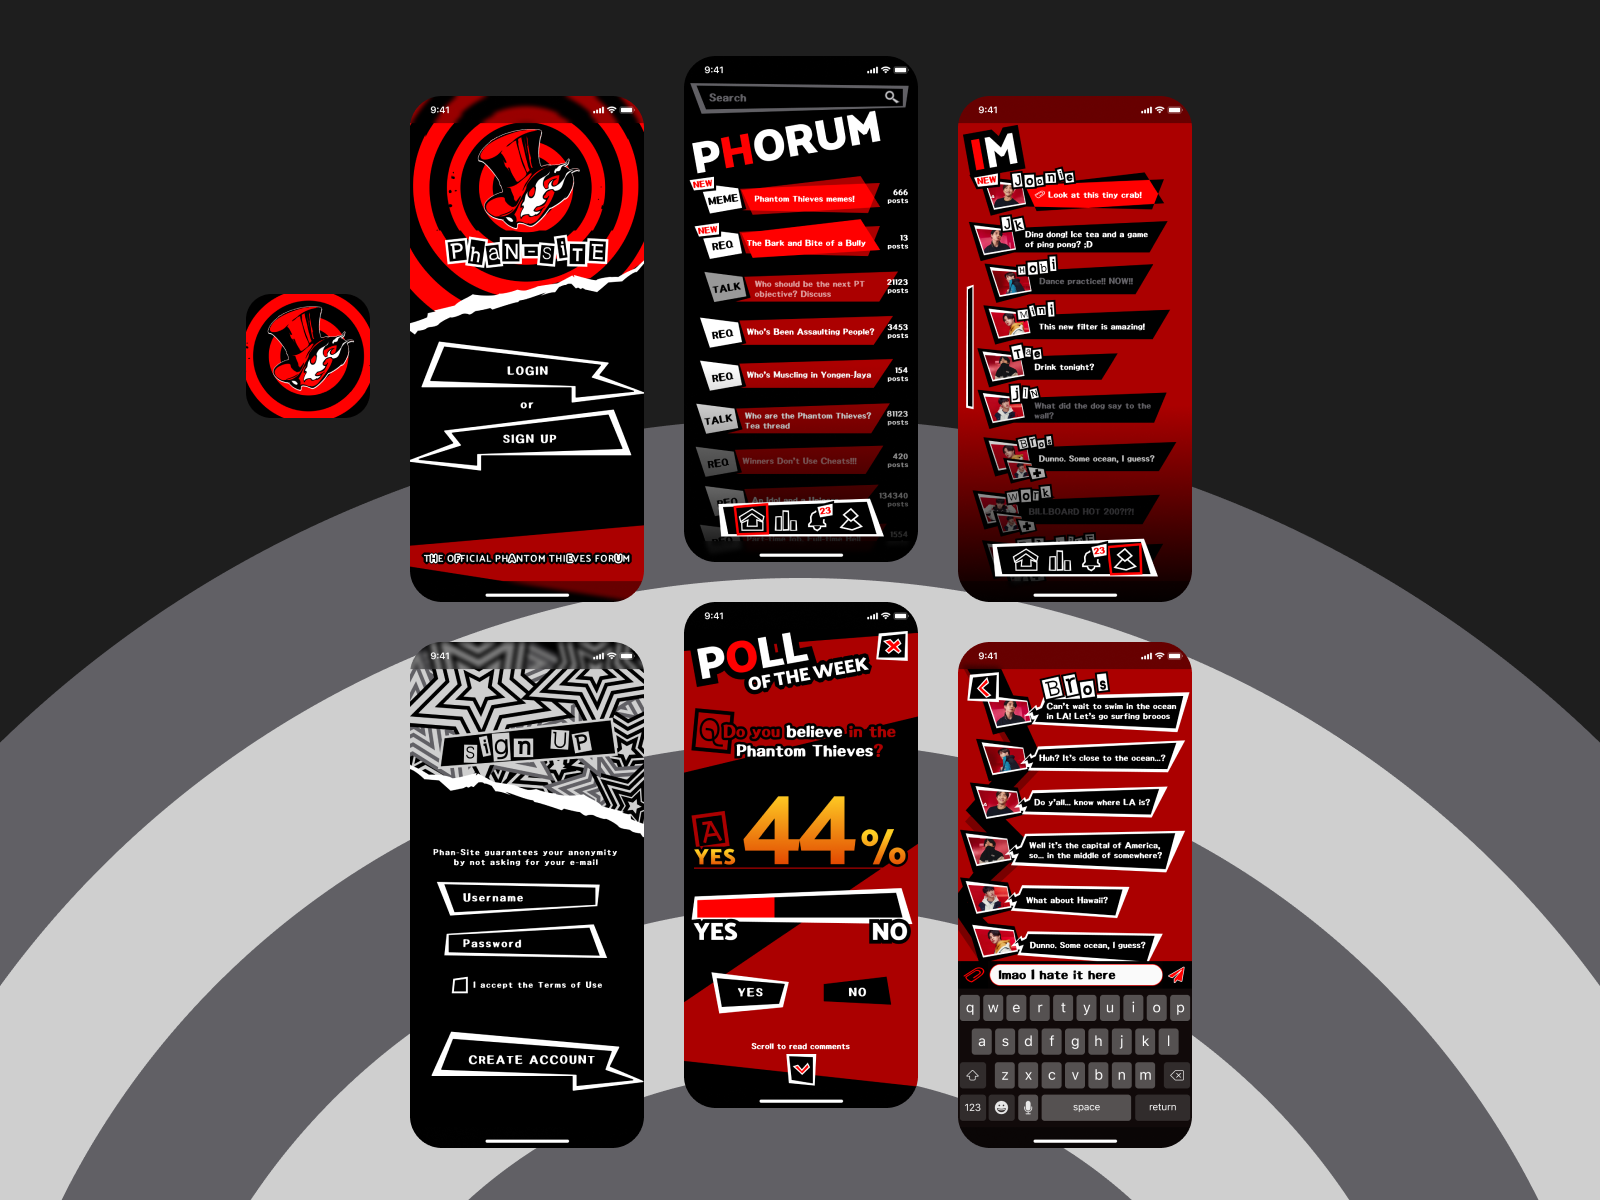 9:41
PhaN-SiTE
LOGIN
or
SIGN UP
THE OFFICIAL PHANTOM THIEVES FORUM
9:41
Search
PHORUM
NEW
MEME
Phantom Thieves memes!
666
posts
NEW
REQ
The Bark and Bite of a Bully
13
posts
TALK
Who should be the next PT
objective? Discuss
21123
posts
REQ
Who's Been Assaulting People?
3453
posts
REQ
Who's Muscling in Yongen-Jaya
154
posts
TALK
Who are the Phantom Thieves?
Tea thread
81123
posts
REQ
Winners Don't Use Cheats!!!
420
posts
REQ
An Idol and a
134340
posts
1554
23
9:41
IM
NEW
Joonie
Look at this tiny crab!
Jk
Ding dong! Ice tea and a game
of ping pong? ;D
Hobi
Dance practice!! NOW!!
Mini
This new filter is amazing!
Tae
Drink tonight?
jiN
What did the dog say to the
wall?
Bros
Dunno. Some ocean, I guess?
work
BILLBOARD HOT 200?!?!
23
9:41
sign UP
Phan-Site guarantees your anonymity
by not asking for your e-mail
Username
Password
I accept the Terms of Use
CREATE ACCOUNT
9:41
POLL
OF THE WEEK
Q
Do you believe in the
Phantom Thieves?
A
YES
44%
YES
NO
YES
NO
Scroll to read comments
9:41
Bros
Can't wait to swim in the ocean
in LA! Let's go surfing brooos
Huh? It's close to the ocean...?
Do y'all... know where LA is?
Well it's the capital of America,
so... in the middle of somewhere?
What about Hawaii?
Dunno. Some ocean, I guess?
lmao I hate it here
q w e r t y u i o p
a s d f g h j k l
z x c v b n m
123
space
return